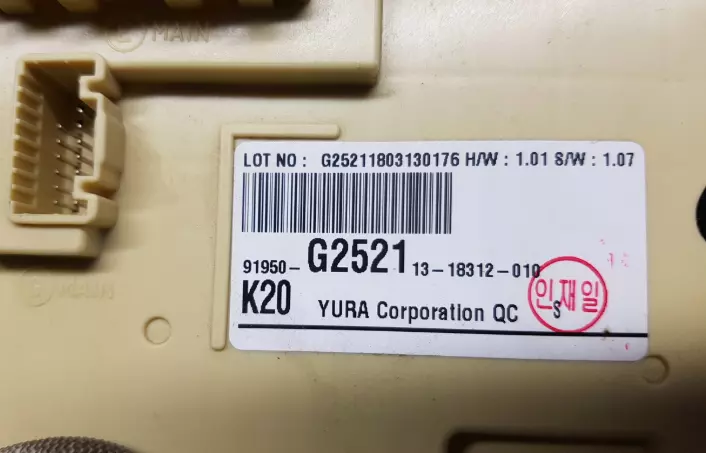 MAIN
LOT NO : G25211803130176 H/W : 1.01 S/W : 1.07
91950-G2521 13-18312-010
K20 YURA Corporation QC S
인재일
MAIN